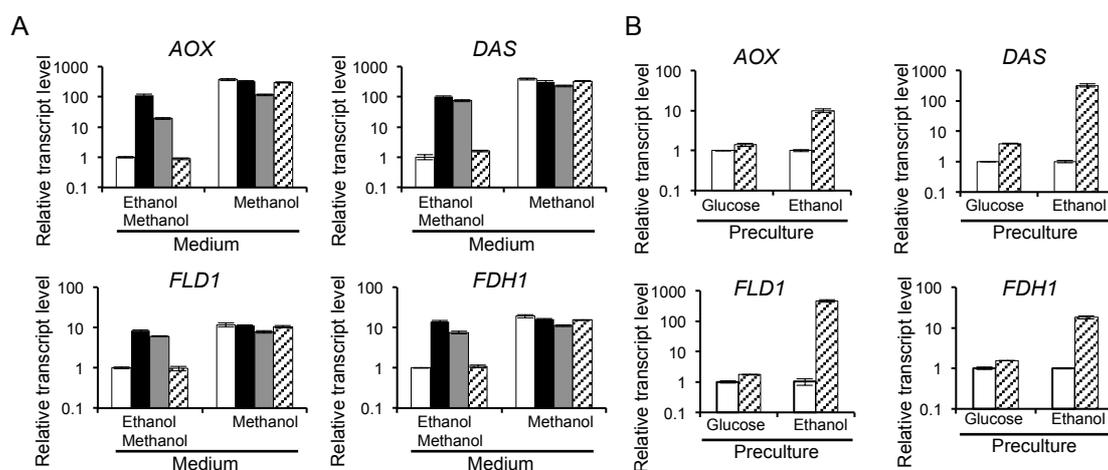 A
AOX
Relative transcript level
1000
100
10
1
0.1
Ethanol
Methanol
Methanol
Medium
DAS
Relative transcript level
1000
100
10
1
0.1
Ethanol
Methanol
Methanol
Medium
FLD1
Relative transcript level
100
10
1
0.1
Ethanol
Methanol
Methanol
Medium
FDH1
Relative transcript level
100
10
1
0.1
Ethanol
Methanol
Methanol
Medium
B
AOX
Relative transcript level
100
10
1
0.1
Glucose Ethanol
Preculture
DAS
Relative transcript level
1000
100
10
1
0.1
Glucose Ethanol
Preculture
FLD1
Relative transcript level
1000
100
10
1
0.1
Glucose Ethanol
Preculture
FDH1
Relative transcript level
100
10
1
0.1
Glucose Ethanol
Preculture